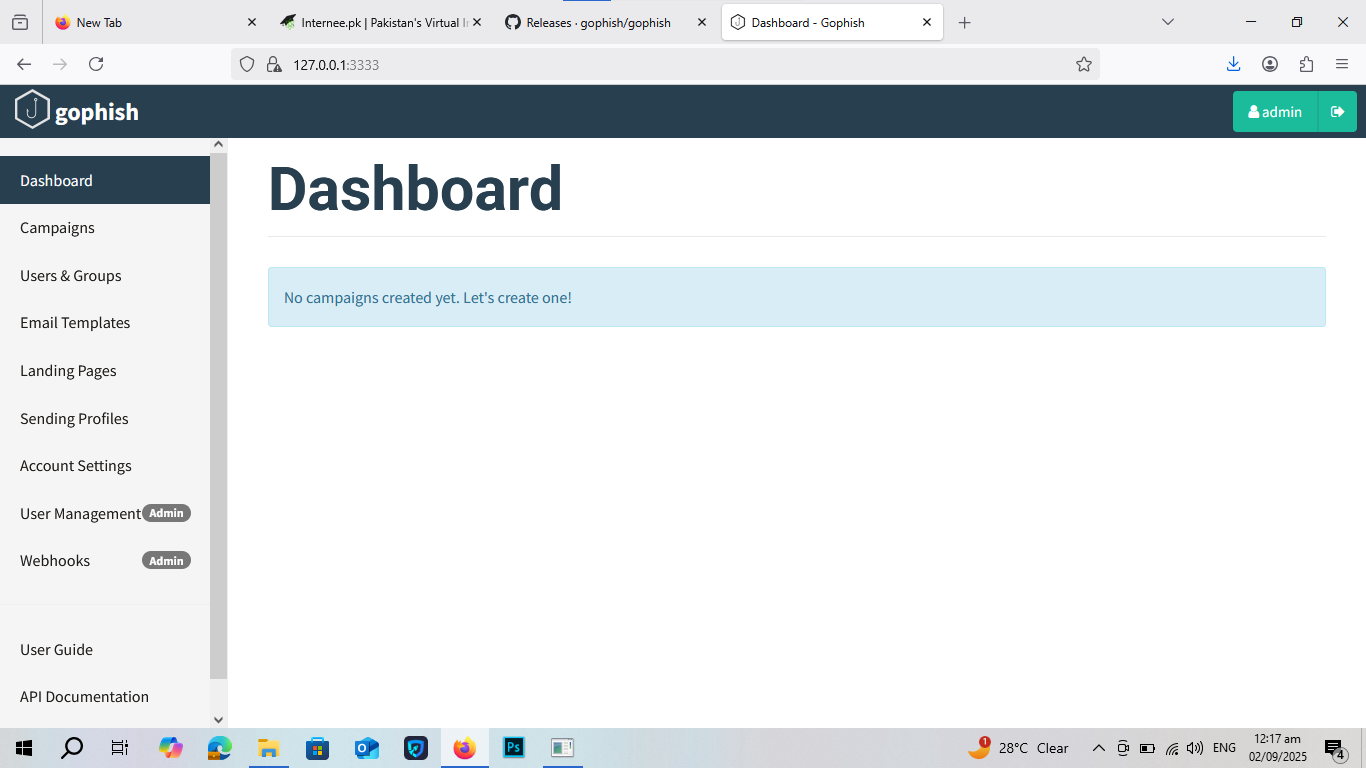 New Tab
Internee.pk | Pakistan's Virtual In
Releases · gophish/gophish
Dashboard - Gophish
127.0.0.1:3333
gophish
admin
Dashboard
Campaigns
Users & Groups
Email Templates
Landing Pages
Sending Profiles
Account Settings
User Management Admin
Webhooks Admin
User Guide
API Documentation
Dashboard
No campaigns created yet. Let's create one!
Ps
1
28°C Clear
ENG
12:17 am
02/09/2025
4